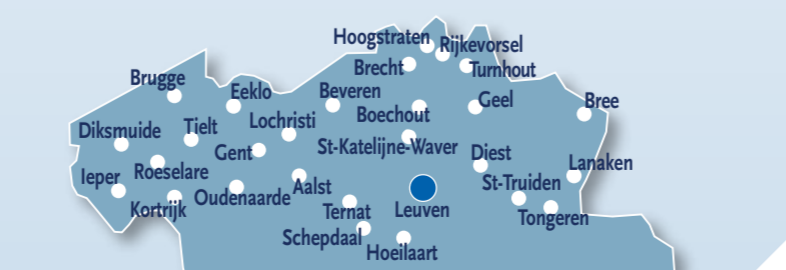 Hoogstraten
Rijkevorsel
Brecht
Turnhout
Brugge
Eeklo
Beveren
Geel
Bree
Boechout
Lochristi
Tielt
Diksmuide
St-Katelijne-Waver
Gent
Diest
Lanaken
Roeselare
Ieper
St-Truiden
Aalst
Oudenaarde
Kortrijk
Ternat
Leuven
Tongeren
Schepdaal
Hoeilaart